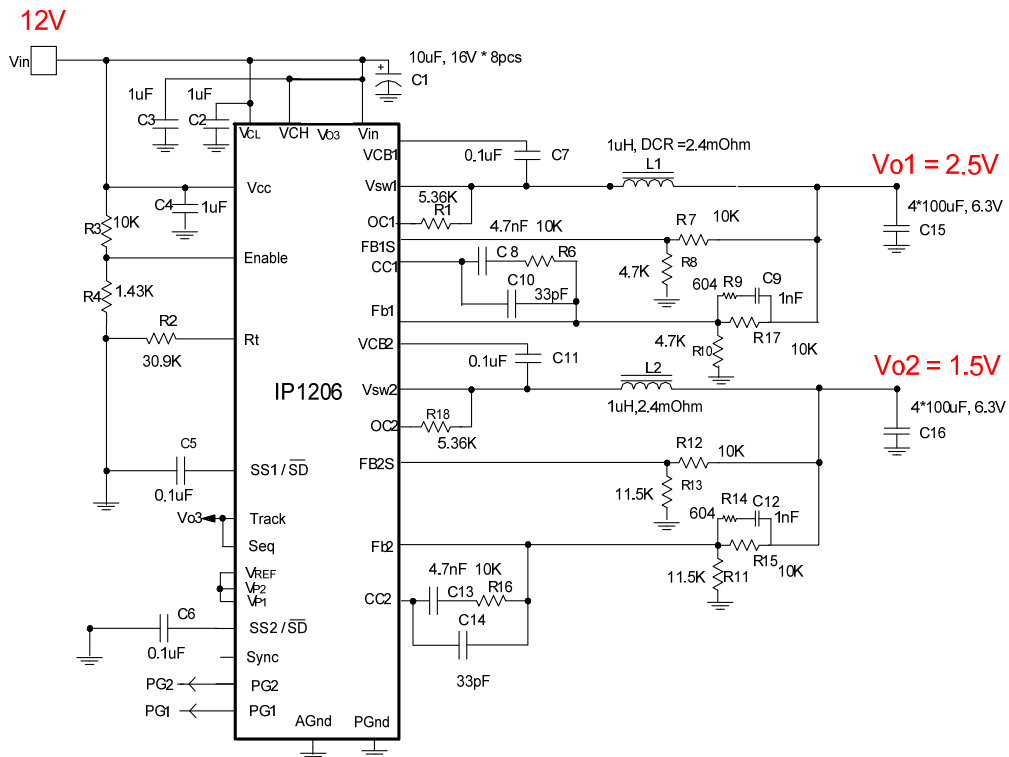 12V
Vin
10uF, 16V * 8pcs
+
C1
1uF
1uF
C3
C2
VCL
VCH
VO3
Vin
VCB1
0.1uF
C7
1uH, DCR =2.4mOhm
L1
Vo1 = 2.5V
Vcc
Vsw1
C4
1uF
5.36K
R1
OC1
4*100uF, 6.3V
C15
R3
10K
4.7nF 10K
R7
10K
FB1S
CC1
C 8
R6
R8
4.7K
Enable
C10
33pF
604
R9
C9
1nF
R4
1.43K
Fb1
R2
Rt
30.9K
4.7K
R10
R17
10K
VCB2
0.1uF
C11
L2
Vo2 = 1.5V
IP1206
Vsw2
1uH,2.4mOhm
4*100uF, 6.3V
C16
OC2
R18
5.36K
R12
10K
C5
SS1/SD
FB2S
R13
0.1uF
11.5K
R14
C12
604
1nF
Vo3
Track
Seq
Fb2
R15
10K
VREF
VP2
VP1
4.7nF 10K
11.5K
R11
CC2
C13
R16
C6
SS2/SD
C14
0.1uF
Sync
33pF
PG2
PG2
PG1
PG1
AGnd
PGnd